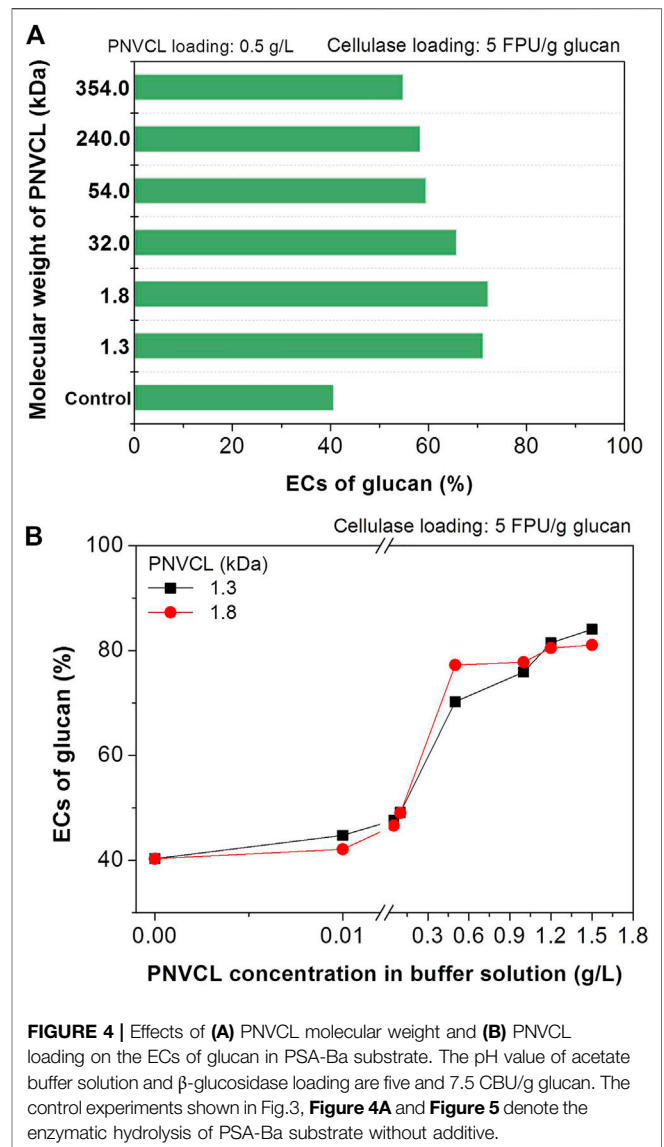 A
PNVCL loading: 0.5 g/L
Cellulase loading: 5 FPU/g glucan
Molecular weight of PNVCL (kDa)
354.0
240.0
54.0
32.0
1.8
1.3
Control
0 20 40 60 80 100
ECs of glucan (%)
B
Cellulase loading: 5 FPU/g glucan
PNVCL (kDa)
1.3
1.8
ECs of glucan (%)
100
80
60
40
0.00 0.01 0.3 0.6 0.9 1.2 1.5 1.8
PNVCL concentration in buffer solution (g/L)
FIGURE 4 | Effects of (A) PNVCL molecular weight and (B) PNVCL
loading on the ECs of glucan in PSA-Ba substrate. The pH value of acetate
buffer solution and β-glucosidase loading are five and 7.5 CBU/g glucan. The
control experiments shown in Fig.3, Figure 4A and Figure 5 denote the
enzymatic hydrolysis of PSA-Ba substrate without additive.